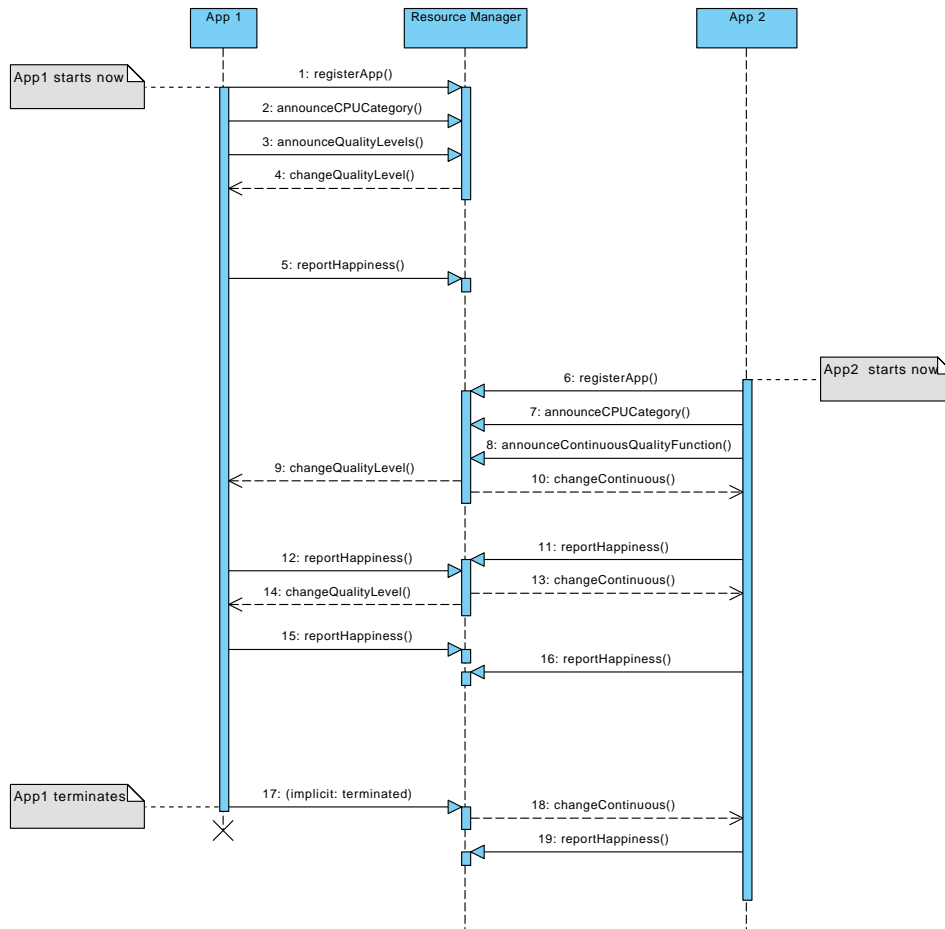 App 1
Resource Manager
App 2
App1 starts now
1: registerApp()
2: announceCPUCategory()
3: announceQualityLevels()
4: changeQualityLevel()
5: reportHappiness()
App2  starts now
6: registerApp()
7: announceCPUCategory()
8: announceContinuousQualityFunction()
9: changeQualityLevel()
10: changeContinuous()
11: reportHappiness()
12: reportHappiness()
13: changeContinuous()
14: changeQualityLevel()
15: reportHappiness()
16: reportHappiness()
App1 terminates
17: (implicit: terminated)
18: changeContinuous()
19: reportHappiness()